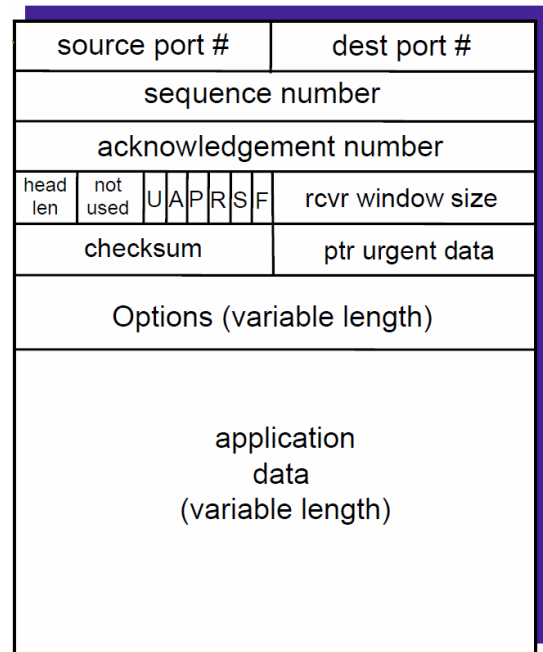 source port # dest port #
sequence number
acknowledgement number
head len not used U A P R S F rcvr window size
checksum ptr urgent data
Options (variable length)
application
data
(variable length)